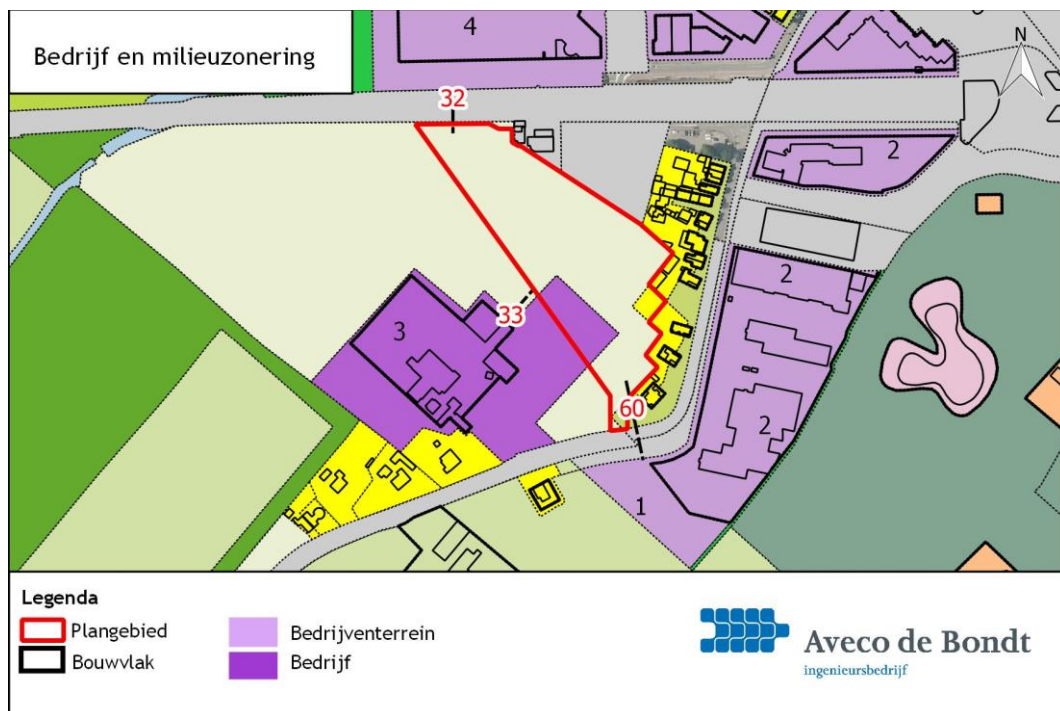 Bedrijf en milieuzonering
4
N
32
2
2
33
3
60
2
1
Legenda
Plangebied
Bouwvlak
Bedrijventerrein
Bedrijf
Aveco de Bondt
ingenieursbedrijf